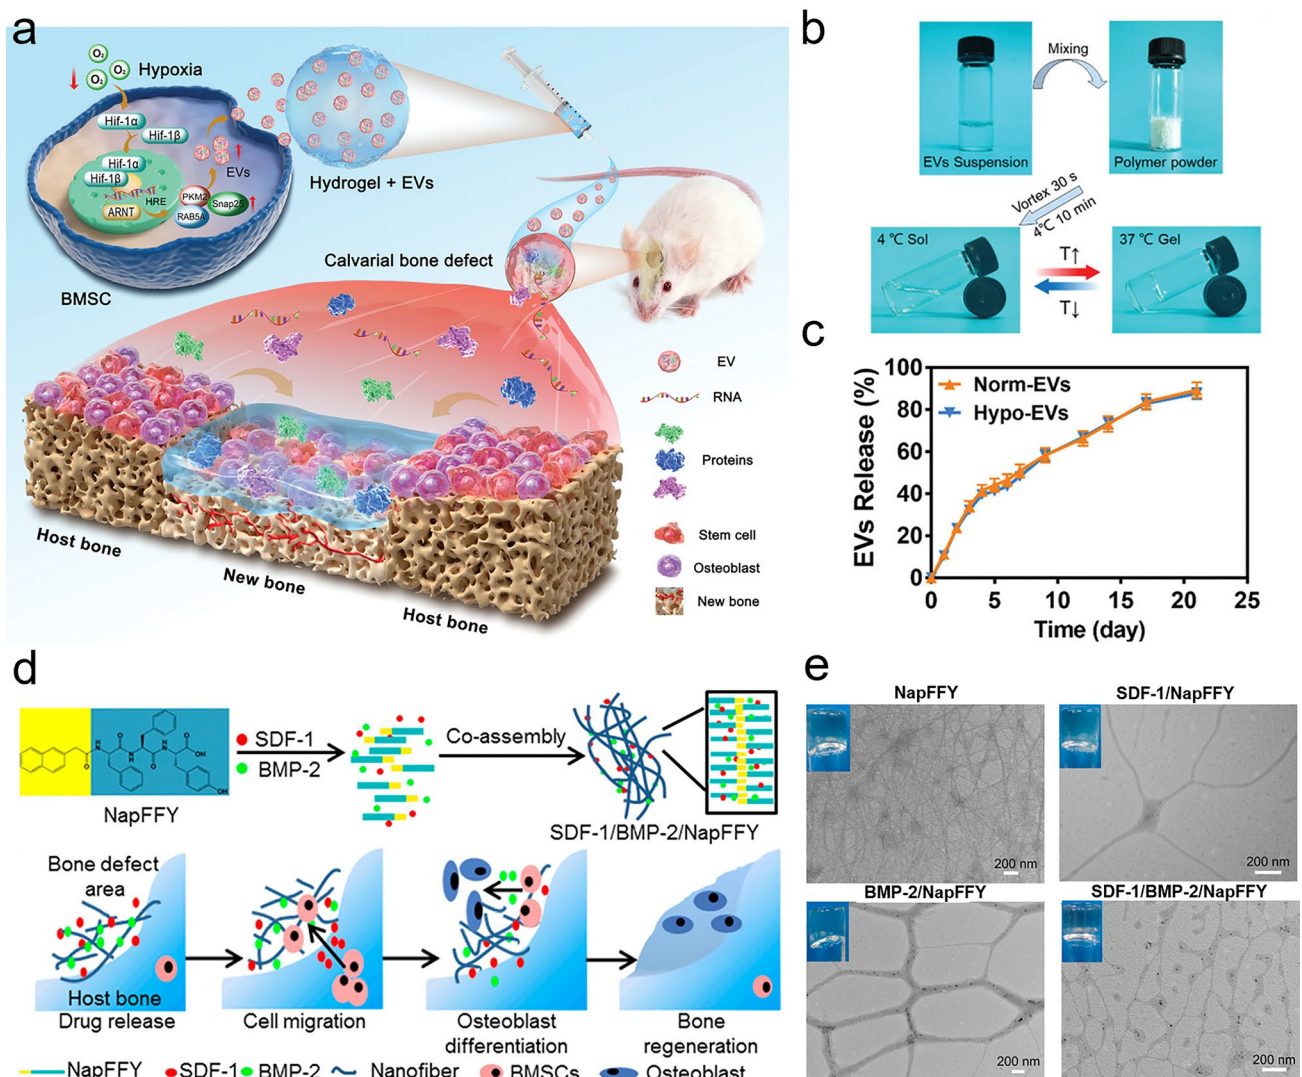 a
O₂
O₂
O₂
Hypoxia
Hif-1α
Hif-1β
Hif-1α
Hif-1β
HRE
ARNT
PKM2
RAB5A
Snap25
EVs
BMSC
Hydrogel + EVs
Calvarial bone defect
EV
RNA
Proteins
Stem cell
Osteoblast
New bone
Host bone
New bone
Host bone
b
Mixing
EVs Suspension
Polymer powder
Vortex 30 s
4℃ 10 min
4 ℃ Sol
T↑
T↓
37 ℃ Gel
c
EVs Release (%)
100
80
60
40
20
0
Norm-EVs
Hypo-EVs
0 5 10 15 20 25
Time (day)
d
O
H
N
O
H
N
O
OH
O
OH
NapFFY
SDF-1
BMP-2
Co-assembly
SDF-1/BMP-2/NapFFY
Bone defect
area
Host bone
Drug release
Cell migration
Osteoblast
differentiation
Bone
regeneration
NapFFY SDF-1 BMP-2 Nanofiber BMSCs Osteoblast
e
NapFFY
200 nm
SDF-1/NapFFY
200 nm
BMP-2/NapFFY
200 nm
SDF-1/BMP-2/NapFFY
200 nm